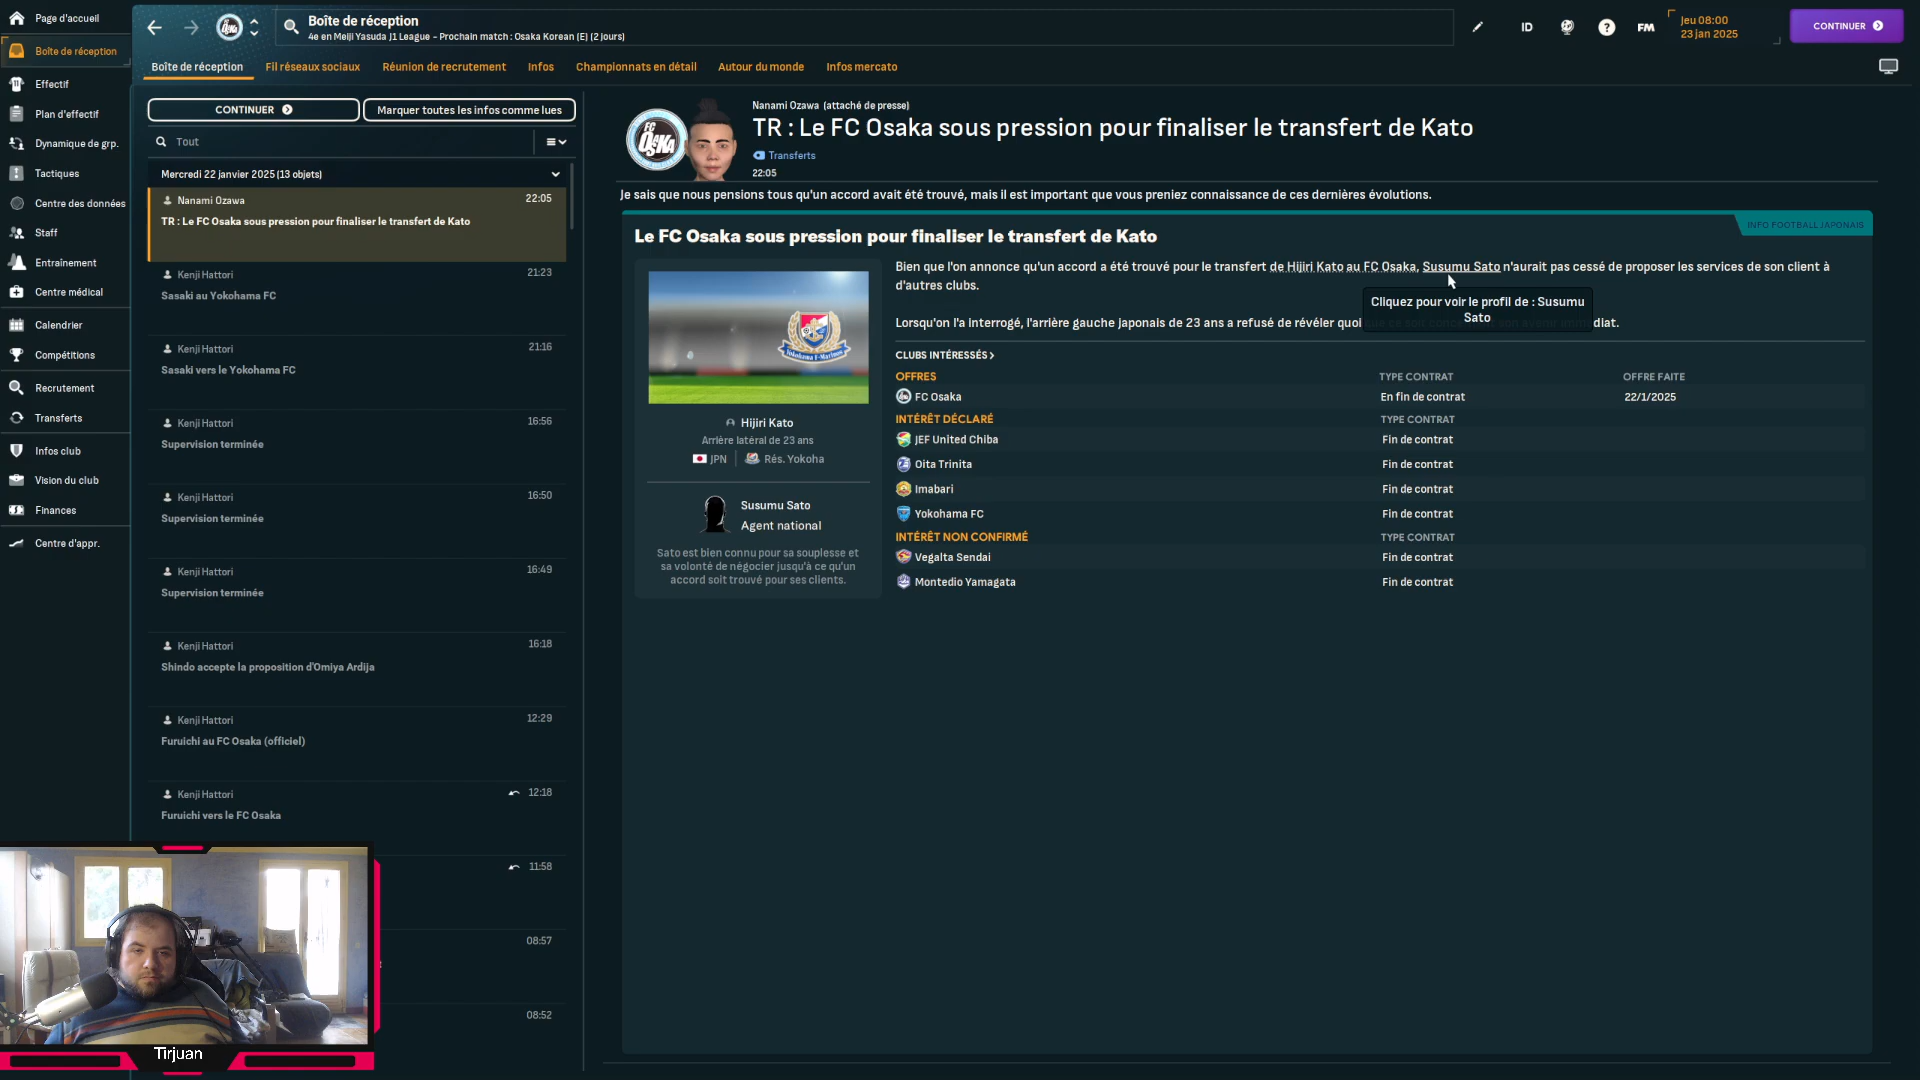 Page d'accueil
Boîte de réception
Effectif
Plan d'effectif
Dynamique de grp.
Tactiques
Centre des données
Staff
Entraînement
Centre médical
Calendrier
Compétitions
Recrutement
Transferts
Infos club
Vision du club
Finances
Centre d'appr.
Boîte de réception
4e en Meiji Yasuda J1 League - Prochain match : Osaka Korean (E) (2 jours)
ID
FM
Jeu 08:00
23 jan 2025
CONTINUER
Boîte de réception
Fil réseaux sociaux
Réunion de recrutement
Infos
Championnats en détail
Autour du monde
Infos mercato
CONTINUER
Marquer toutes les infos comme lues
Tout
Mercredi 22 janvier 2025 (13 objets)
Nanami Ozawa 22:05
TR : Le FC Osaka sous pression pour finaliser le transfert de Kato
Kenji Hattori 21:23
Sasaki au Yokohama FC
Kenji Hattori 21:16
Sasaki vers le Yokohama FC
Kenji Hattori 16:56
Supervision terminée
Kenji Hattori 16:50
Supervision terminée
Kenji Hattori 16:49
Supervision terminée
Kenji Hattori 16:18
Shindo accepte la proposition d'Omiya Ardija
Kenji Hattori 12:29
Furuichi au FC Osaka (officiel)
Kenji Hattori 12:18
Furuichi vers le FC Osaka
11:58
08:57
08:52
Tirjuan
Nanami Ozawa (attaché de presse)
TR : Le FC Osaka sous pression pour finaliser le transfert de Kato
Transferts
22:05
Je sais que nous pensions tous qu'un accord avait été trouvé, mais il est important que vous preniez connaissance de ces dernières évolutions.
INFO FOOTBALL JAPONAIS
Le FC Osaka sous pression pour finaliser le transfert de Kato
Bien que l'on annonce qu'un accord a été trouvé pour le transfert de Hijiri Kato au FC Osaka, Susumu Sato n'aurait pas cessé de proposer les services de son client à
d'autres clubs.
Cliquez pour voir le profil de : Susumu
Sato
Lorsqu'on l'a interrogé, l'arrière gauche japonais de 23 ans a refusé de révéler quoi
diat.
Hijiri Kato
Arrière latéral de 23 ans
JPN Rés. Yokoha
Susumu Sato
Agent national
Sato est bien connu pour sa souplesse et
sa volonté de négocier jusqu'à ce qu'un
accord soit trouvé pour ses clients.
CLUBS INTÉRESSÉS
OFFRES TYPE CONTRAT OFFRE FAITE
FC Osaka En fin de contrat 22/1/2025
INTÉRÊT DÉCLARÉ TYPE CONTRAT
JEF United Chiba Fin de contrat
Oita Trinita Fin de contrat
Imabari Fin de contrat
Yokohama FC Fin de contrat
INTÉRÊT NON CONFIRMÉ TYPE CONTRAT
Vegalta Sendai Fin de contrat
Montedio Yamagata Fin de contrat